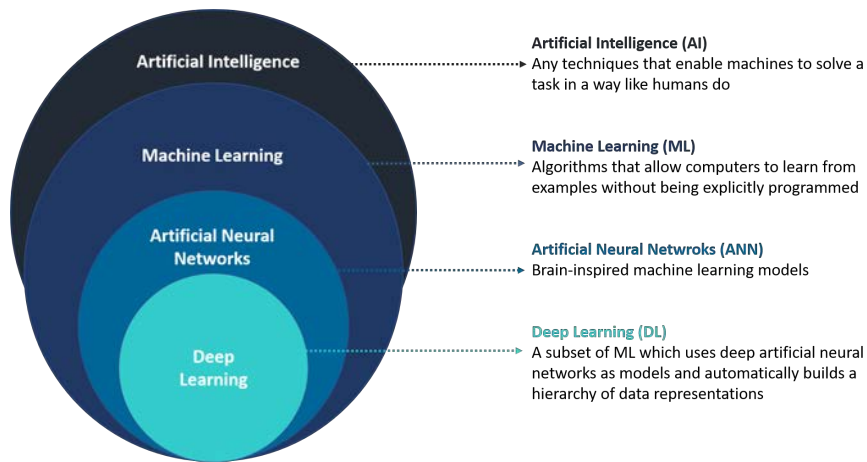 Artificial Intelligence
Machine Learning
Artificial Neural
Networks
Deep
Learning
Artificial Intelligence (AI)
Any techniques that enable machines to solve a
task in a way like humans do
Machine Learning (ML)
Algorithms that allow computers to learn from
examples without being explicitly programmed
Artificial Neural Netwroks (ANN)
Brain-inspired machine learning models
Deep Learning (DL)
A subset of ML which uses deep artificial neural
networks as models and automatically builds a
hierarchy of data representations